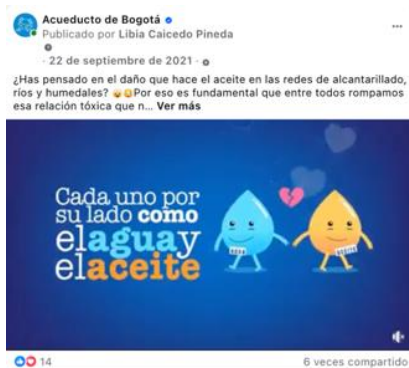 Acueducto de Bogotá
Publicado por Libia Caicedo Pineda
· 22 de septiembre de 2021 ·
¿Has pensado en el daño que hace el aceite en las redes de alcantarillado,
ríos y humedales? Por eso es fundamental que entre todos rompamos
esa relación tóxica que n... Ver más
Cada uno por
su lado como
el agua y
el aceite
14
6 veces compartido